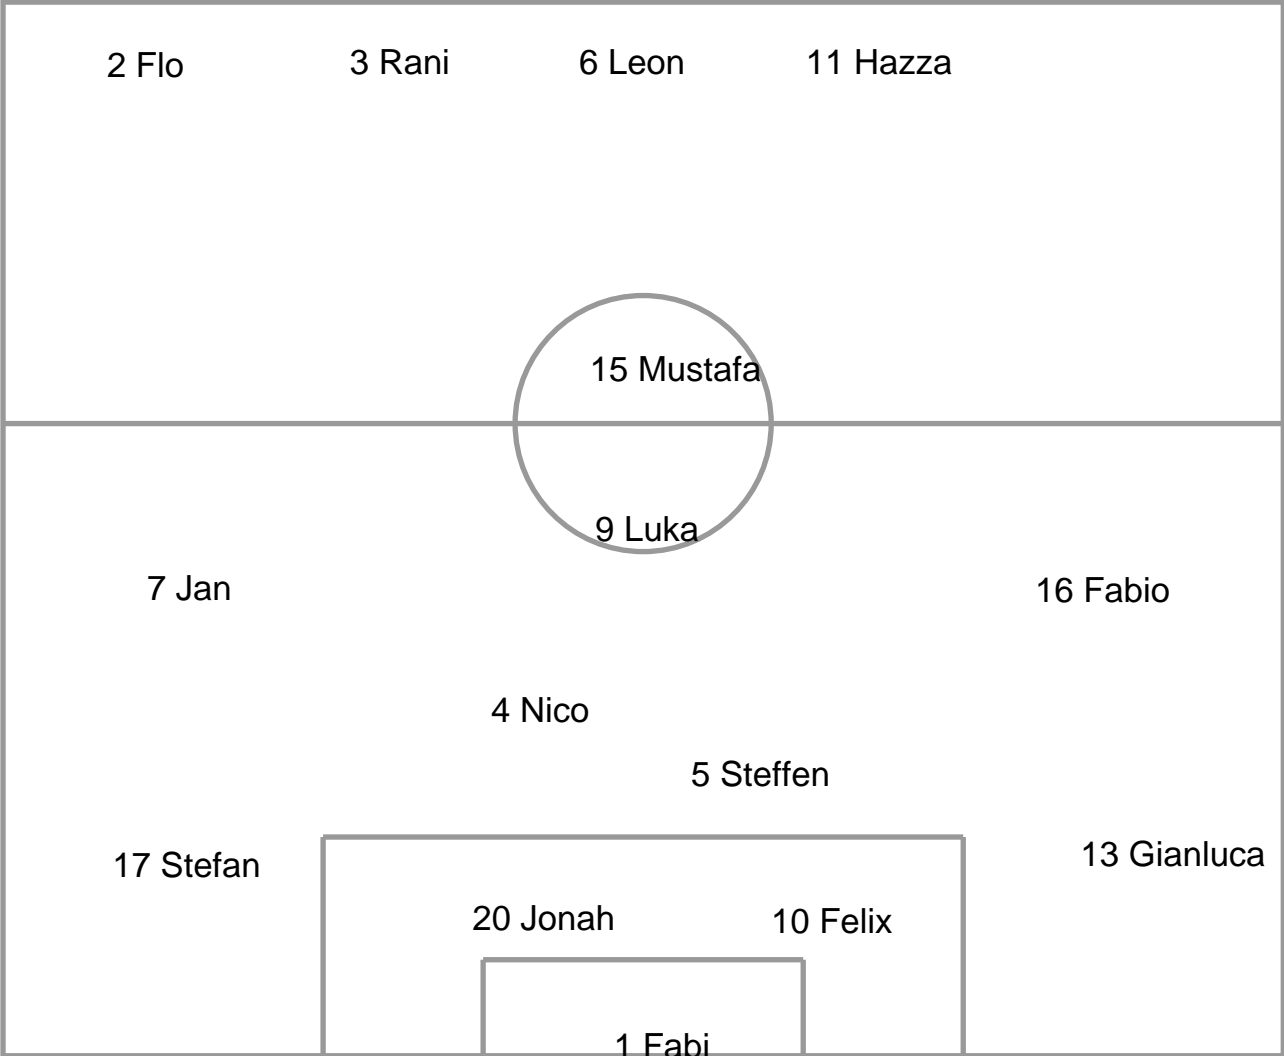 2 Flo
3 Rani
6 Leon
11 Hazza
15 Mustafa
9 Luka
7 Jan
16 Fabio
4 Nico
5 Steffen
17 Stefan
13 Gianluca
20 Jonah
10 Felix
1 Fabi